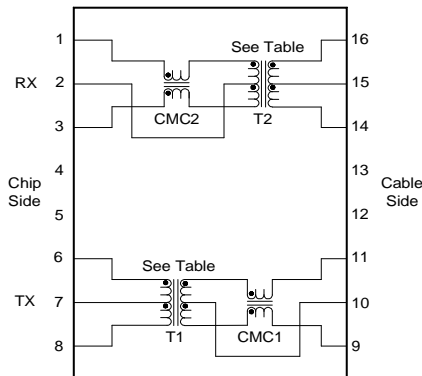 1
16
See Table
RX
2
15
3
CMC2
T2
14
4
13
Chip
Side
Cable
Side
5
12
6
11
See Table
TX
7
10
8
T1
CMC1
9